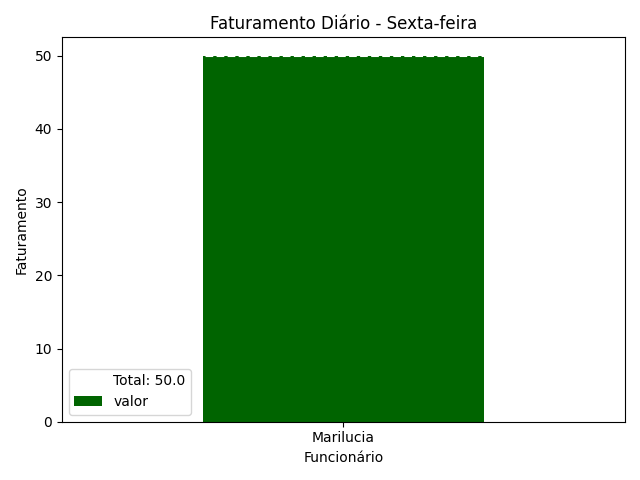 Faturamento Diário - Sexta-feira
50
40
30
20
10
0
Faturamento
Total: 50.0
valor
Marilucia
Funcionário